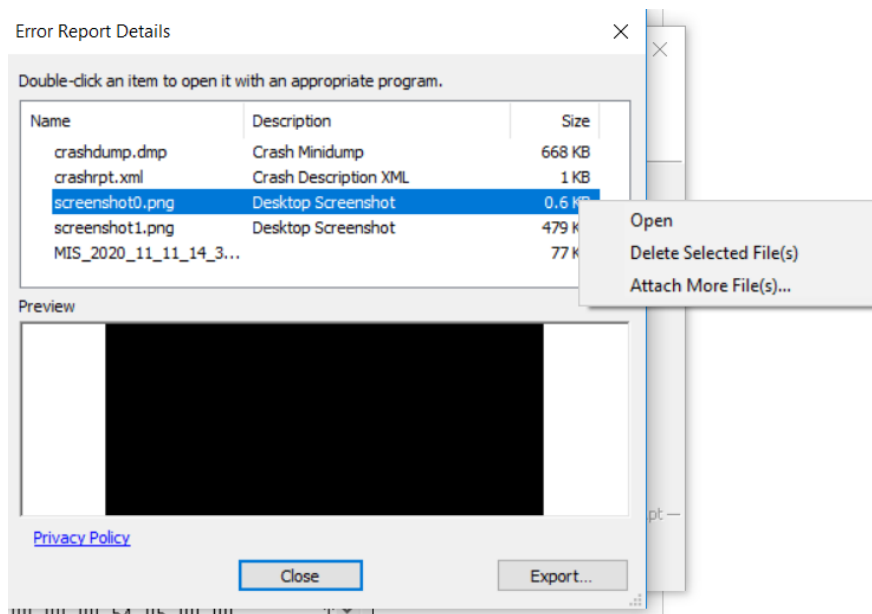 Error Report Details
Double-click an item to open it with an appropriate program.
Name Description Size
crashdump.dmp Crash Minidump 668 KB
crashrpt.xml Crash Description XML 1 KB
screenshot0.png Desktop Screenshot 0.6
screenshot1.png Desktop Screenshot 479
MIS_2020_11_11_14_3... 77
Open
Delete Selected File(s)
Attach More File(s)...
Preview
Privacy Policy
Close Export...